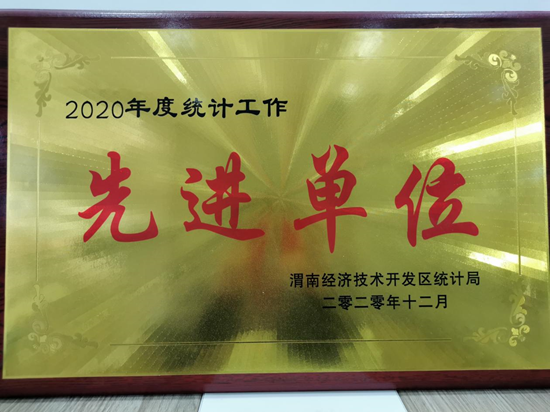 2020年度统计工作
先进单位
渭南经济技术开发区统计局
二零二零年十二月